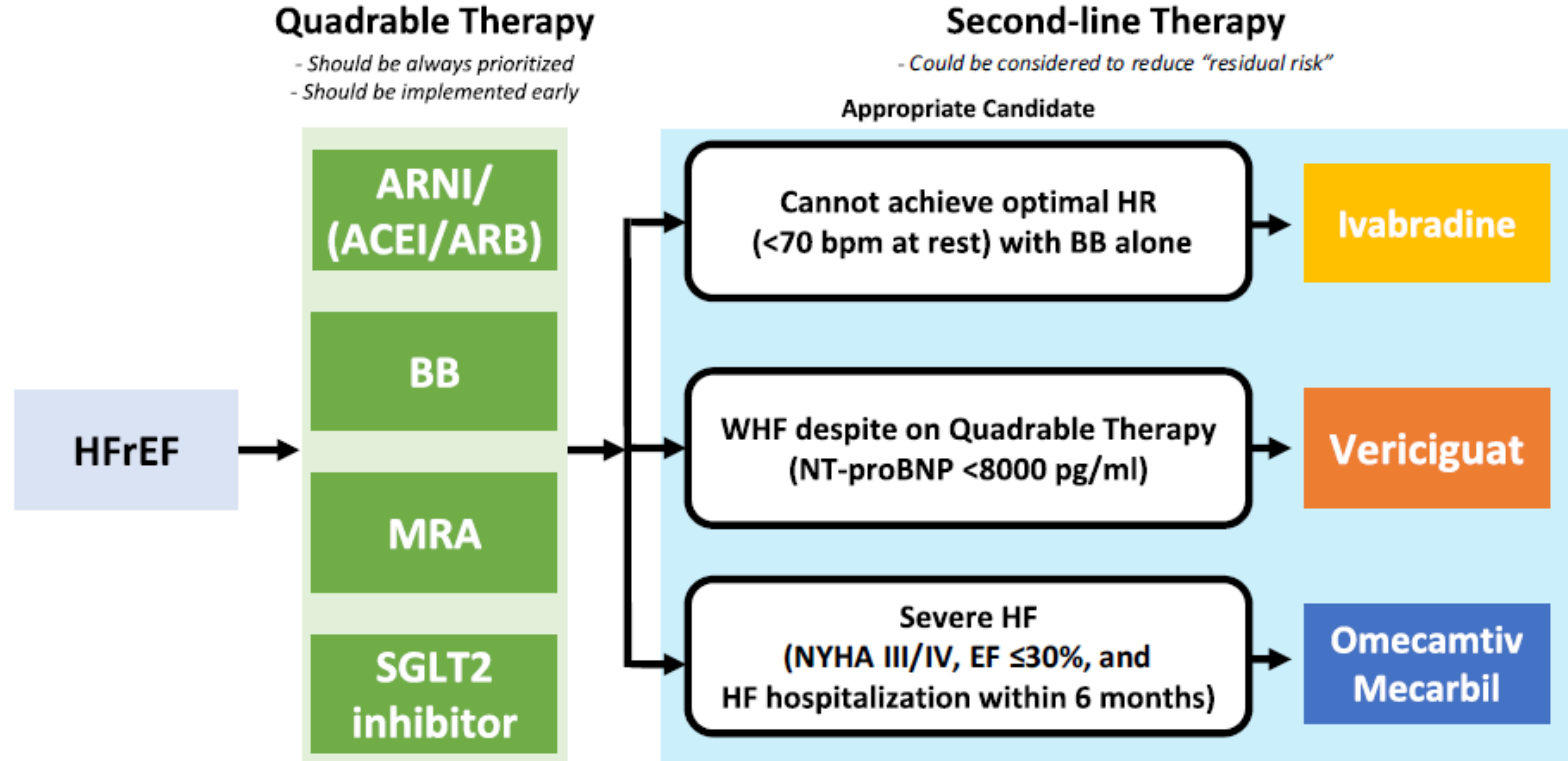 Quadrable Therapy
- Should be always prioritized
- Should be implemented early
Second-line Therapy
- Could be considered to reduce “residual risk”
Appropriate Candidate
HFrEF
ARNI/
(ACEI/ARB)
BB
MRA
SGLT2
inhibitor
Cannot achieve optimal HR
(<70 bpm at rest) with BB alone
Ivabradine
WHF despite on Quadrable Therapy
(NT-proBNP <8000 pg/ml)
Vericiguat
Severe HF
(NYHA III/IV, EF ≤30%, and
HF hospitalization within 6 months)
Omecamtiv
Mecarbil